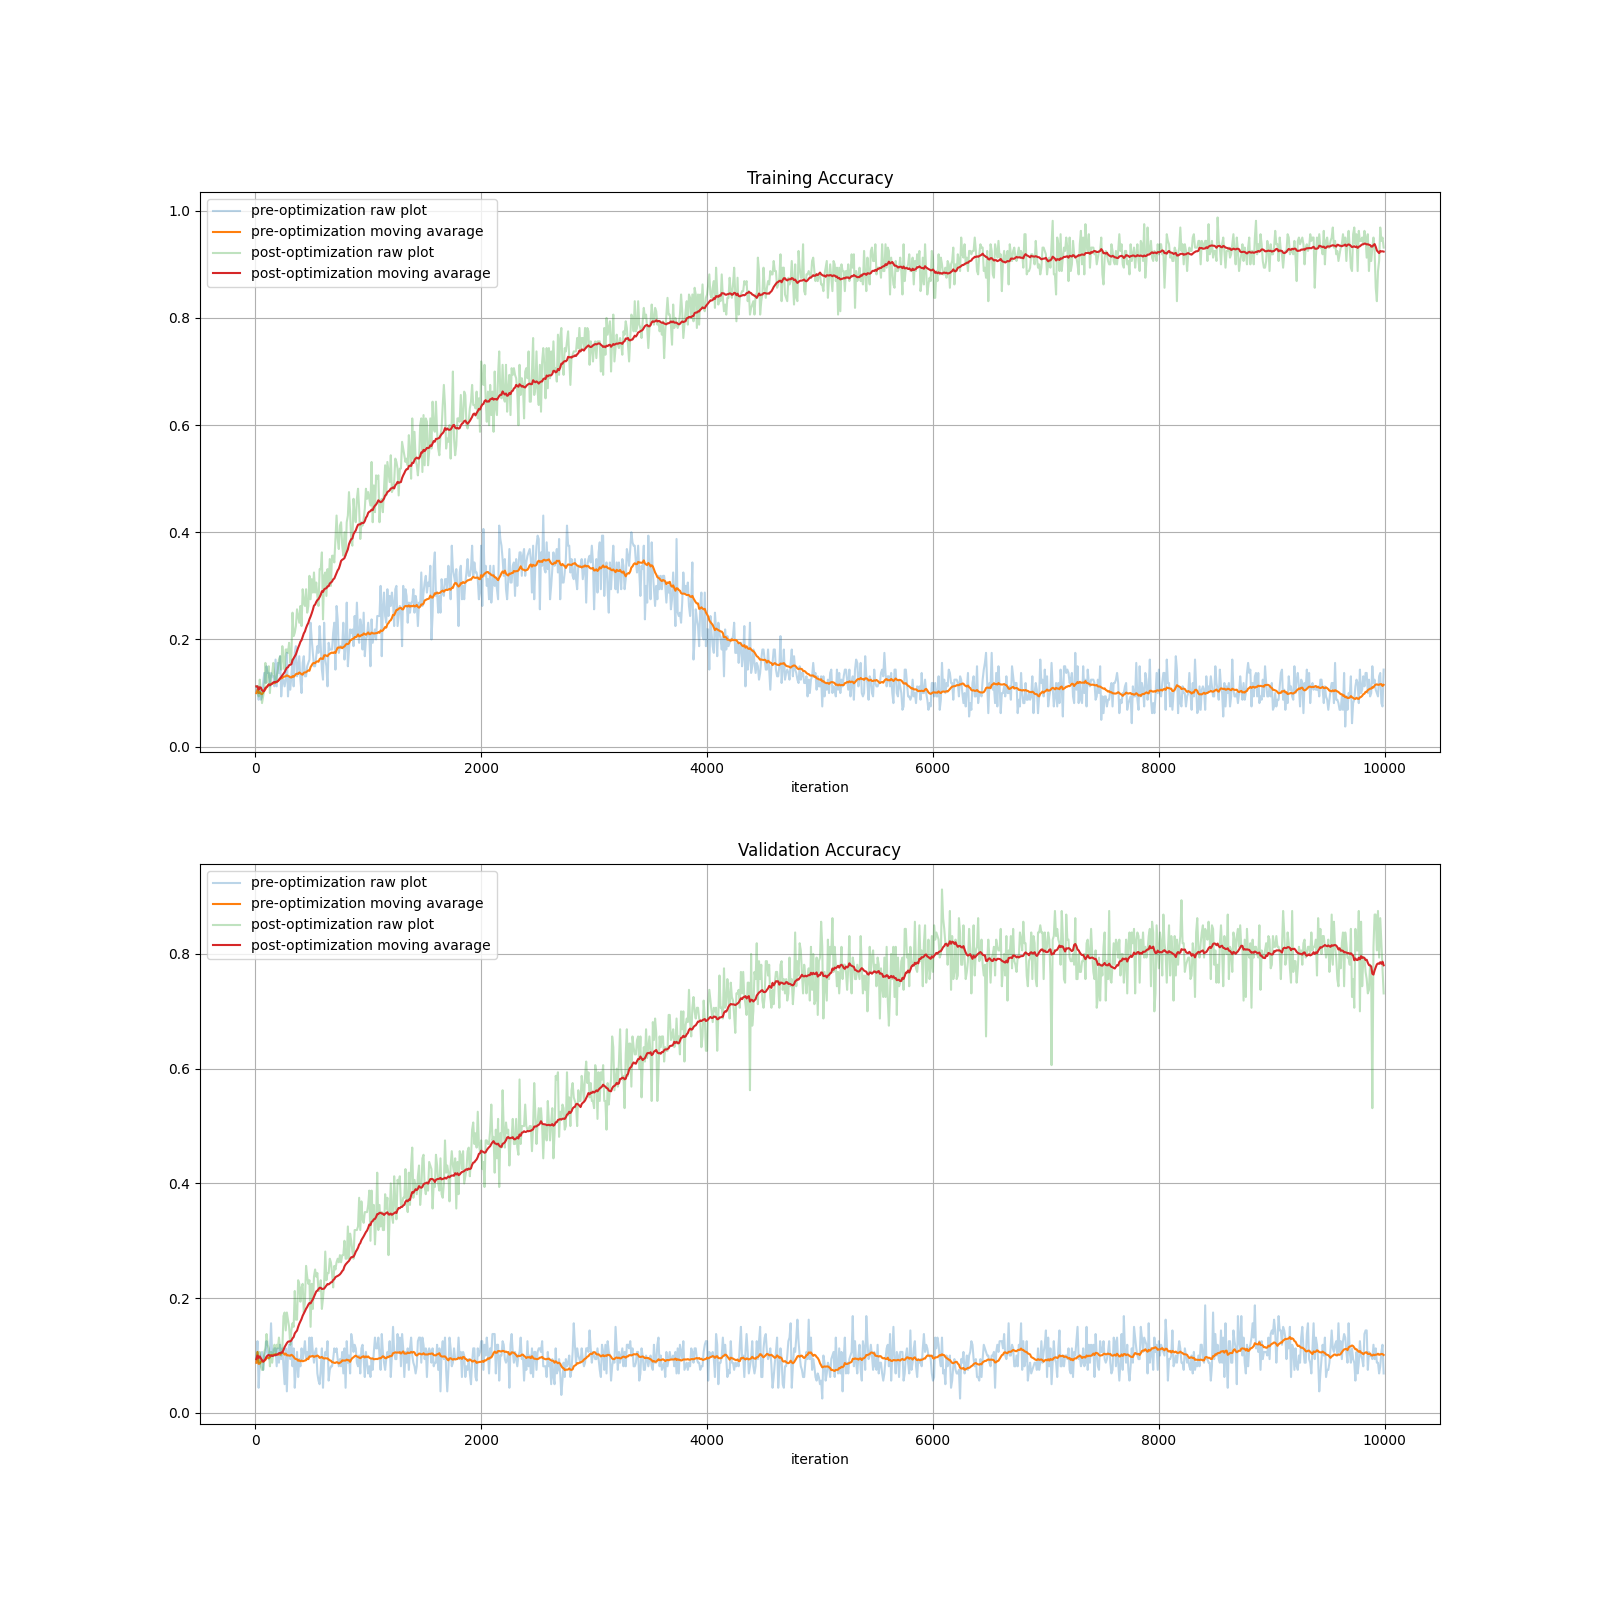 Training Accuracy
1.0
0.8
0.6
0.4
0.2
0.0
pre-optimization raw plot
pre-optimization moving avarage
post-optimization raw plot
post-optimization moving avarage
0 2000 4000 6000 8000 10000
iteration
Validation Accuracy
0.8
0.6
0.4
0.2
0.0
pre-optimization raw plot
pre-optimization moving avarage
post-optimization raw plot
post-optimization moving avarage
0 2000 4000 6000 8000 10000
iteration